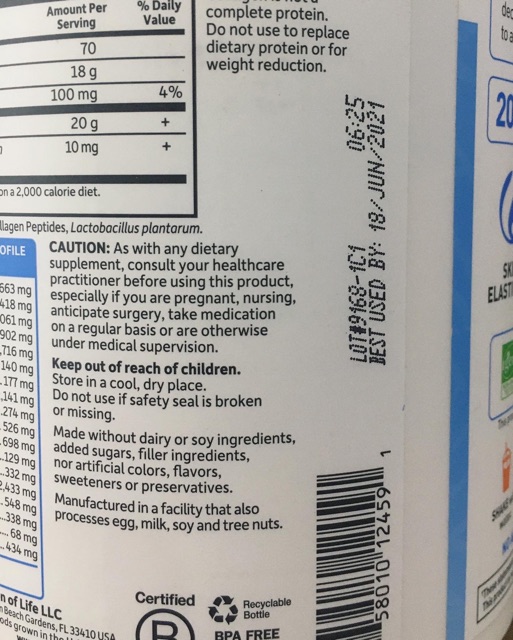 Amount Per
Serving
% Daily
Value
70
18 g
100 mg 4%
20 g +
10 mg +
on a 2,000 calorie diet.
llagen Peptides, Lactobacillus plantarum.
complete protein.
Do not use to replace
dietary protein or for
weight reduction.
OFILE
663 mg
418 mg
061 mg
902 mg
716 mg
140 mg
177 mg
141 mg
274 mg
526 mg
698 mg
129 mg
332 mg
2,433 mg
548 mg
338 mg
68 mg
434 mg
CAUTION: As with any dietary
supplement, consult your healthcare
practitioner before using this product,
especially if you are pregnant, nursing,
anticipate surgery, take medication
on a regular basis or are otherwise
under medical supervision.
Keep out of reach of children.
Store in a cool, dry place.
Do not use if safety seal is broken
or missing.
Made without dairy or soy ingredients,
added sugars, filler ingredients,
nor artificial colors, flavors,
sweeteners or preservatives.
Manufactured in a facility that also
processes egg, milk, soy and tree nuts.
n of Life LLC
Beach Gardens, FL 33410 USA
ods grown in the
Certified
B
Recyclable
Bottle
BPA FREE
LOT#9168-1C1 06:25
BEST USED BY: 18/JUN/2021
58010 12459 1
20
SK
ELASTI